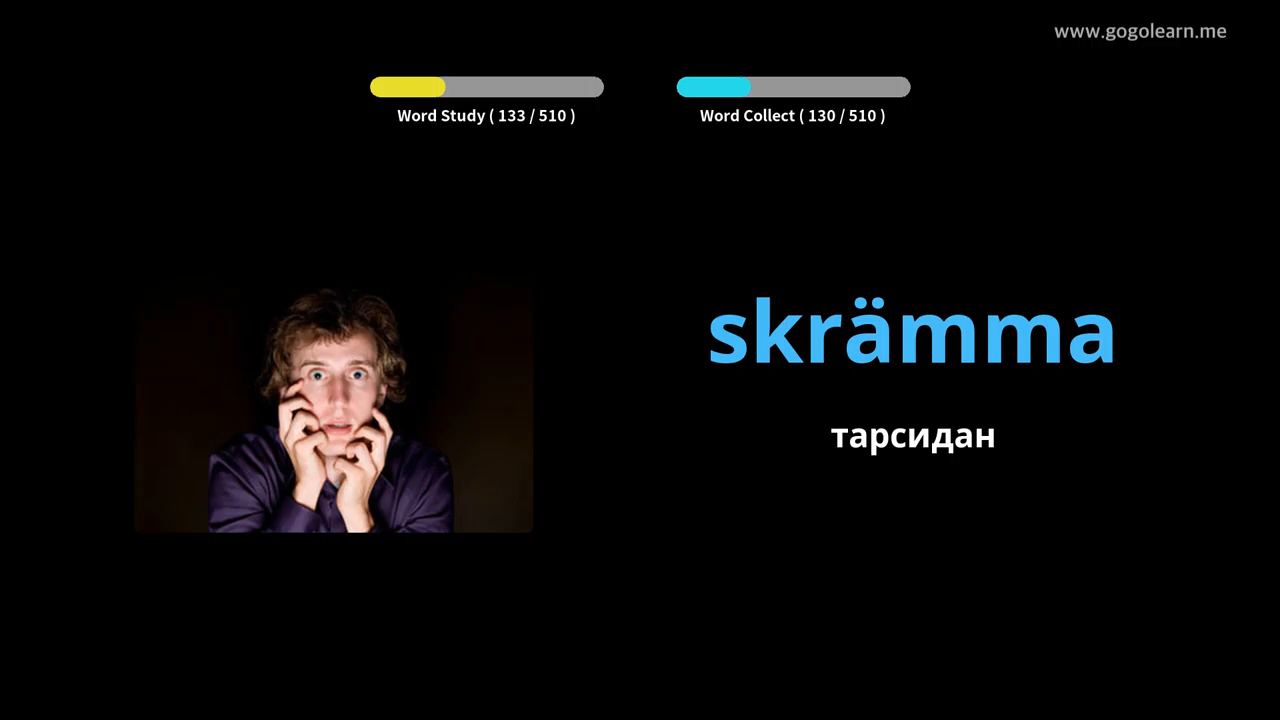 www.gogolearn.me
Word Study ( 133 / 510 )
Word Collect ( 130 / 510 )
skrämma
тарсидан